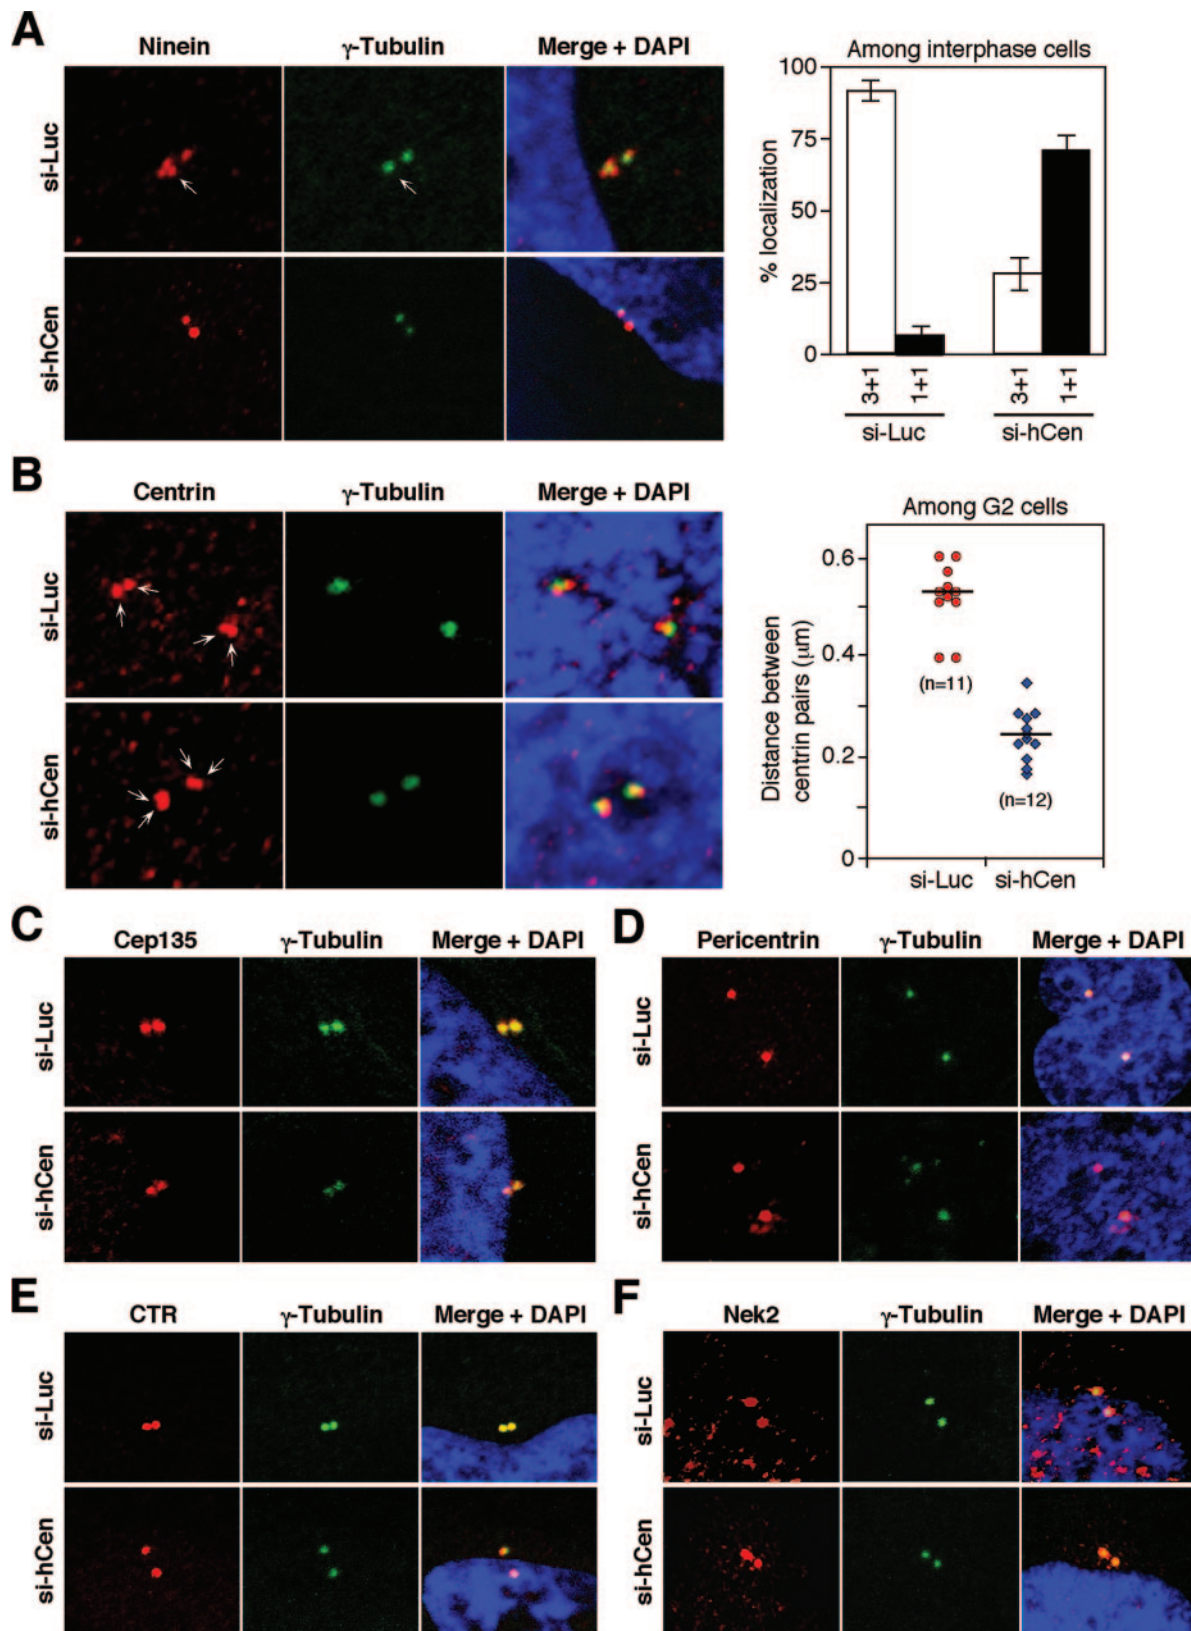 A
Ninein γ-Tubulin Merge + DAPI
si-Luc
si-hCen
Among interphase cells
% localization
100
75
50
25
0
3+1 1+1 3+1 1+1
si-Luc si-hCen
B
Centrin γ-Tubulin Merge + DAPI
si-Luc
si-hCen
Among G2 cells
Distance between
centrin pairs (μm)
0.6
0.4
0.2
0
(n=11)
(n=12)
si-Luc si-hCen
C
Cep135 γ-Tubulin Merge + DAPI
si-Luc
si-hCen
D
Pericentrin γ-Tubulin Merge + DAPI
si-Luc
si-hCen
E
CTR γ-Tubulin Merge + DAPI
si-Luc
si-hCen
F
Nek2 γ-Tubulin Merge + DAPI
si-Luc
si-hCen